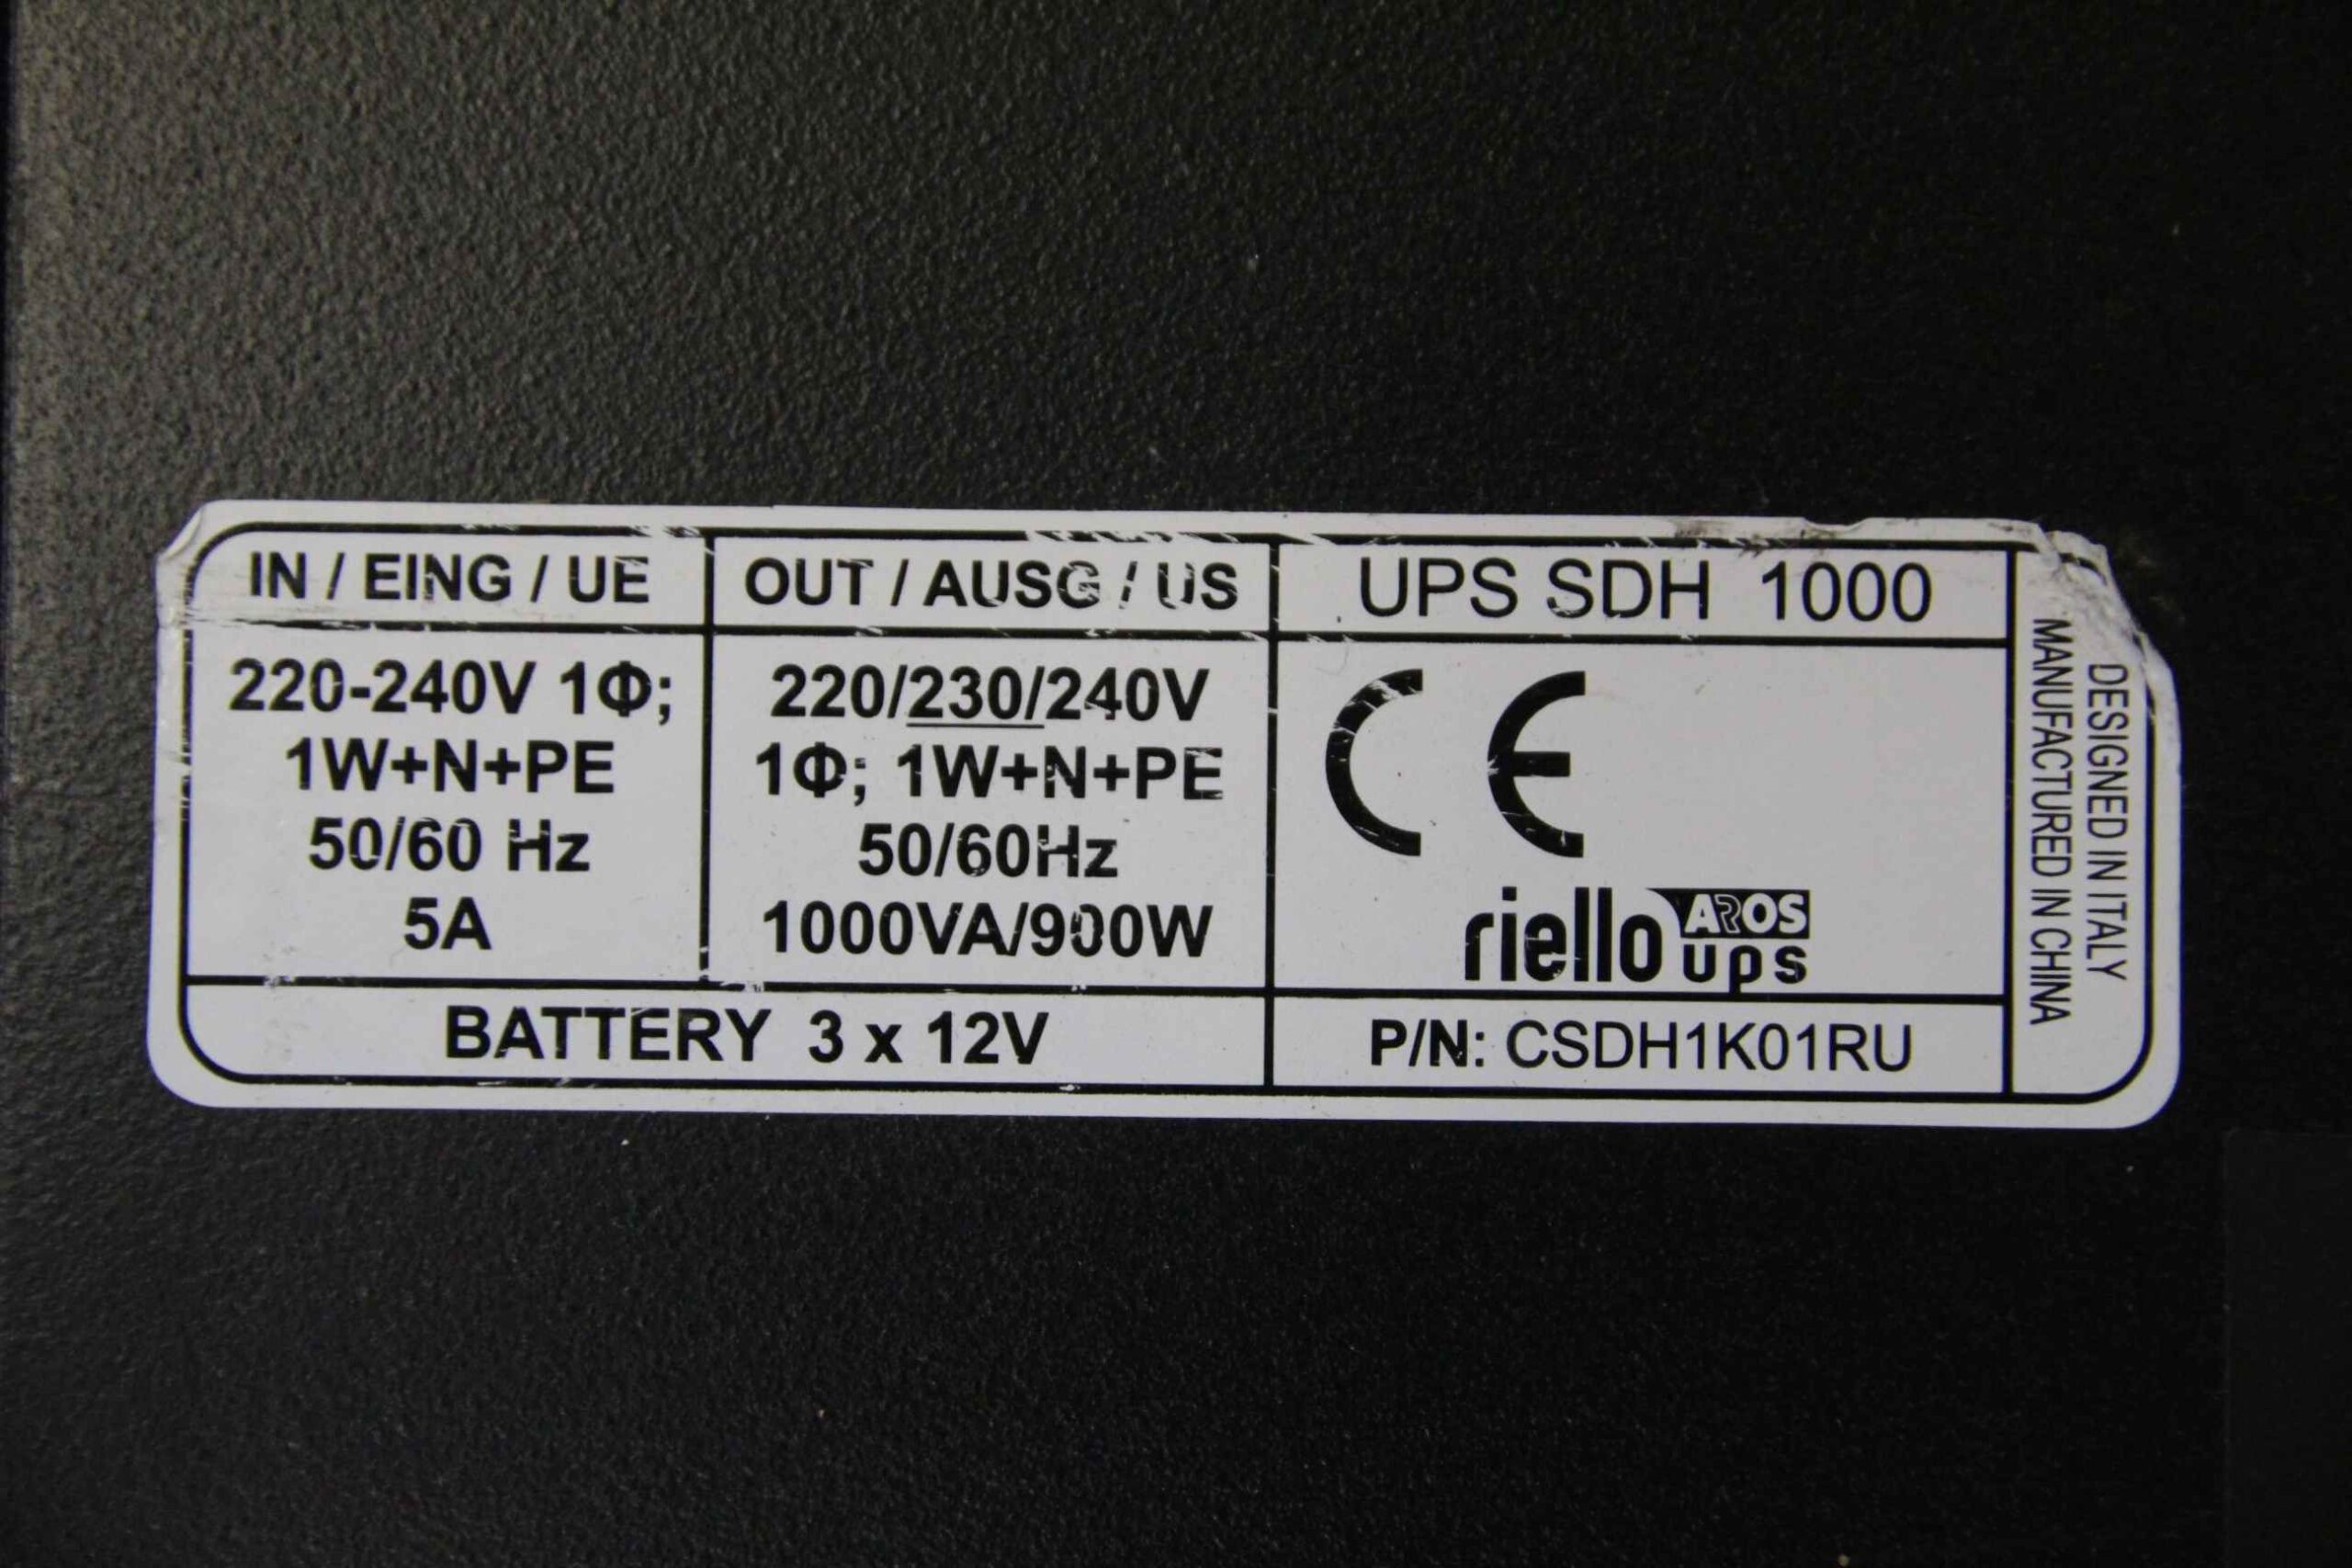 IN / EING / UE
220-240V 1Φ;
1W+N+PE
50/60 Hz
5A
OUT / AUSG / US
220/230/240V
1Φ; 1W+N+PE
50/60Hz
1000VA/900W
BATTERY 3 x 12V
UPS SDH 1000
CE
riello AROS
ups
P/N: CSDH1K01RU
DESIGNED IN ITALY
MANUFACTURED IN CHINA